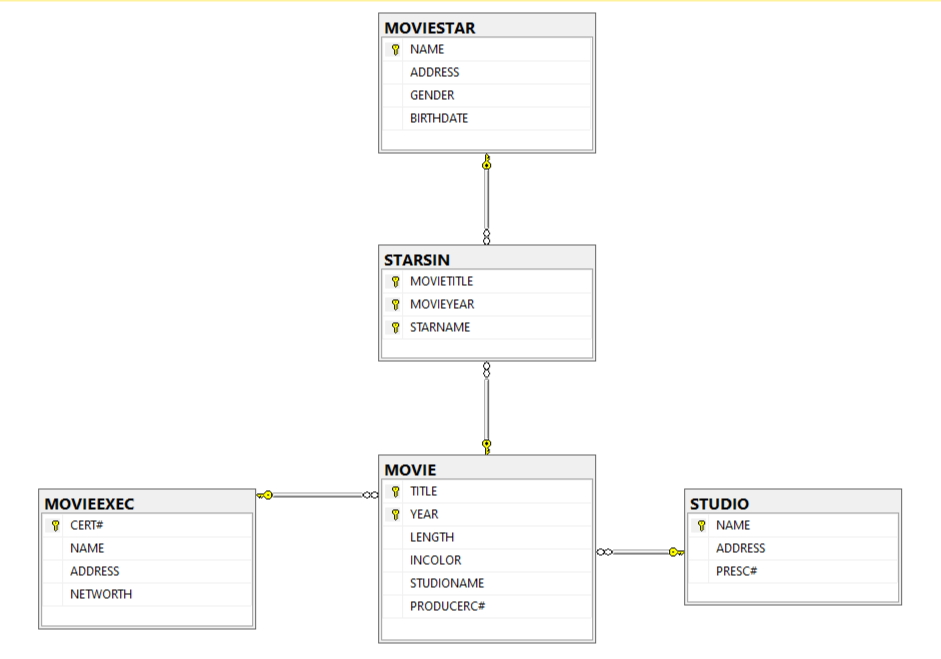 MOVIESTAR
NAME
ADDRESS
GENDER
BIRTHDATE
STARSIN
MOVIETITLE
MOVIEYEAR
STARNAME
MOVIE
TITLE
YEAR
LENGTH
INCOLOR
STUDIONAME
PRODUCERC#
MOVIEEXEC
CERT#
NAME
ADDRESS
NETWORTH
STUDIO
NAME
ADDRESS
PRESC#